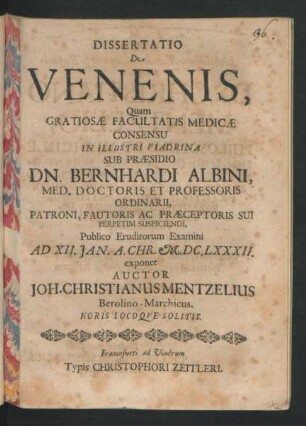 96.
DISSERTATIO
De
VENENIS,
Quam
GRATIOSÆ FACULTATIS MEDICÆ
CONSENSU
IN ILLUSTRI VIADRINA
SUB PRÆSIDIO
DN. BERNHARDI ALBINI,
MED. DOCTORIS ET PROFESSORIS
ORDINARII,
PATRONI, FAUTORIS AC PRÆCEPTORIS SUI
PERPETIM SUSPICIENDI,
Publico Eruditorum Examini
AD XII. JAN. A. CHR. M.DC.LXXXII.
exponet
AUCTOR
JOH. CHRISTIANUS MENTZELIUS
Berolino-Marchicus.
HORIS LOCOQVE SOLITIS.
Francofurti ad Viadrum
Typis CHRISTOPHORI ZEITLERI.